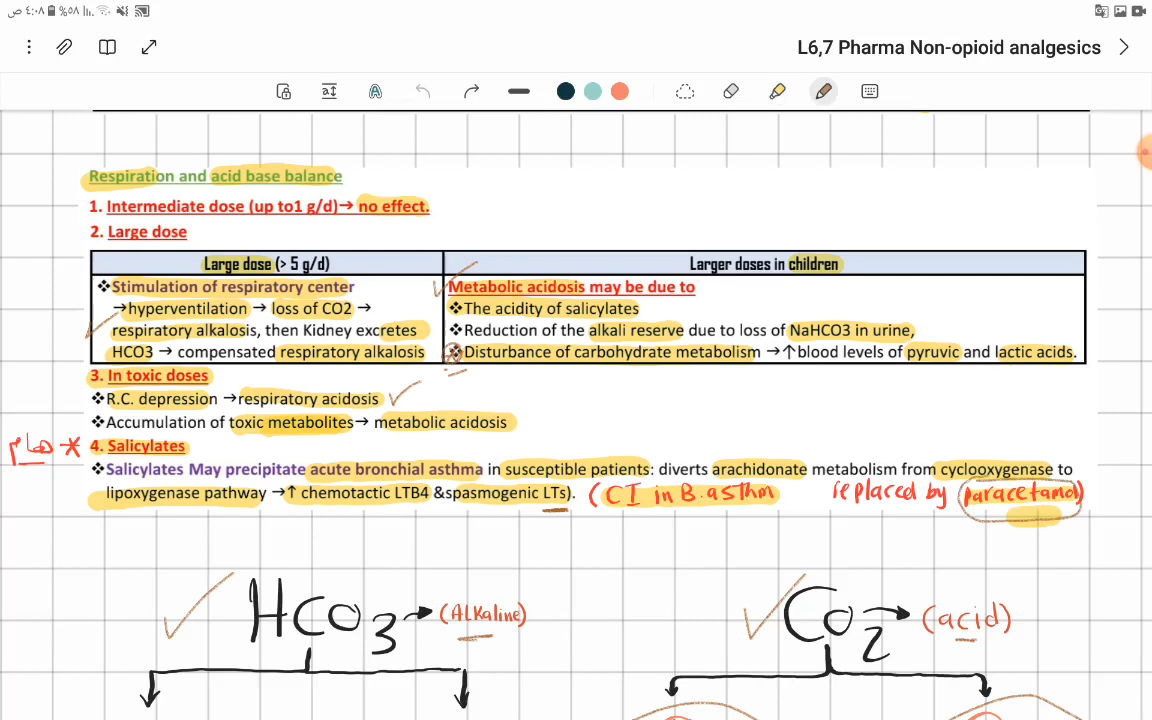 ٤:٠٨ ص ٥٨%
L6,7 Pharma Non-opioid analgesics
Respiration and acid base balance
1. Intermediate dose (up to1 g/d)→ no effect.
2. Large dose
Large dose (> 5 g/d)
❖Stimulation of respiratory center
→hyperventilation → loss of CO2 →
respiratory alkalosis, then Kidney excretes
HCO3 → compensated respiratory alkalosis
Larger doses in children
Metabolic acidosis may be due to
❖The acidity of salicylates
❖Reduction of the alkali reserve due to loss of NaHCO3 in urine,
❖Disturbance of carbohydrate metabolism →↑blood levels of pyruvic and lactic acids.
3. In toxic doses
❖R.C. depression →respiratory acidosis
❖Accumulation of toxic metabolites→ metabolic acidosis
هام * 4. Salicylates
❖Salicylates May precipitate acute bronchial asthma in susceptible patients: diverts arachidonate metabolism from cyclooxygenase to
lipoxygenase pathway →↑ chemotactic LTB4 &spasmogenic LTs). (CI in B.asthm replaced by paracetamol)
HCO3 → (Alkaline)
Co2 → (acid)